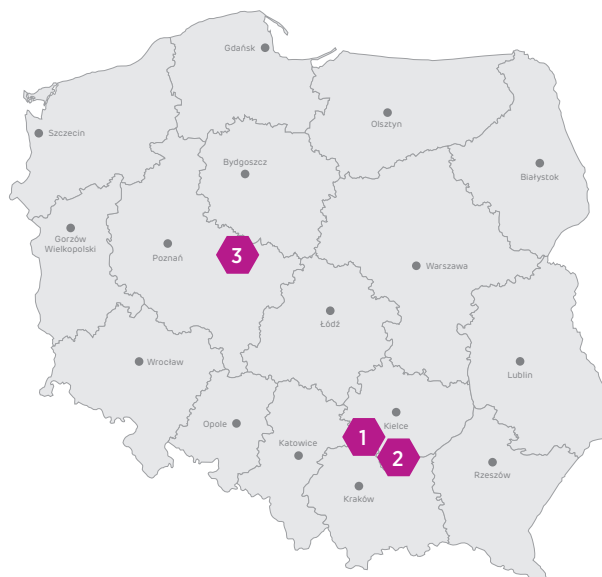 Gdańsk
Olsztyn
Szczecin
Bydgoszcz
Białystok
Gorzów
Wielkopolski
Poznań
3
Warszawa
Łódź
Wrocław
Lublin
Opole
Kielce
1
Katowice
2
Rzeszów
Kraków